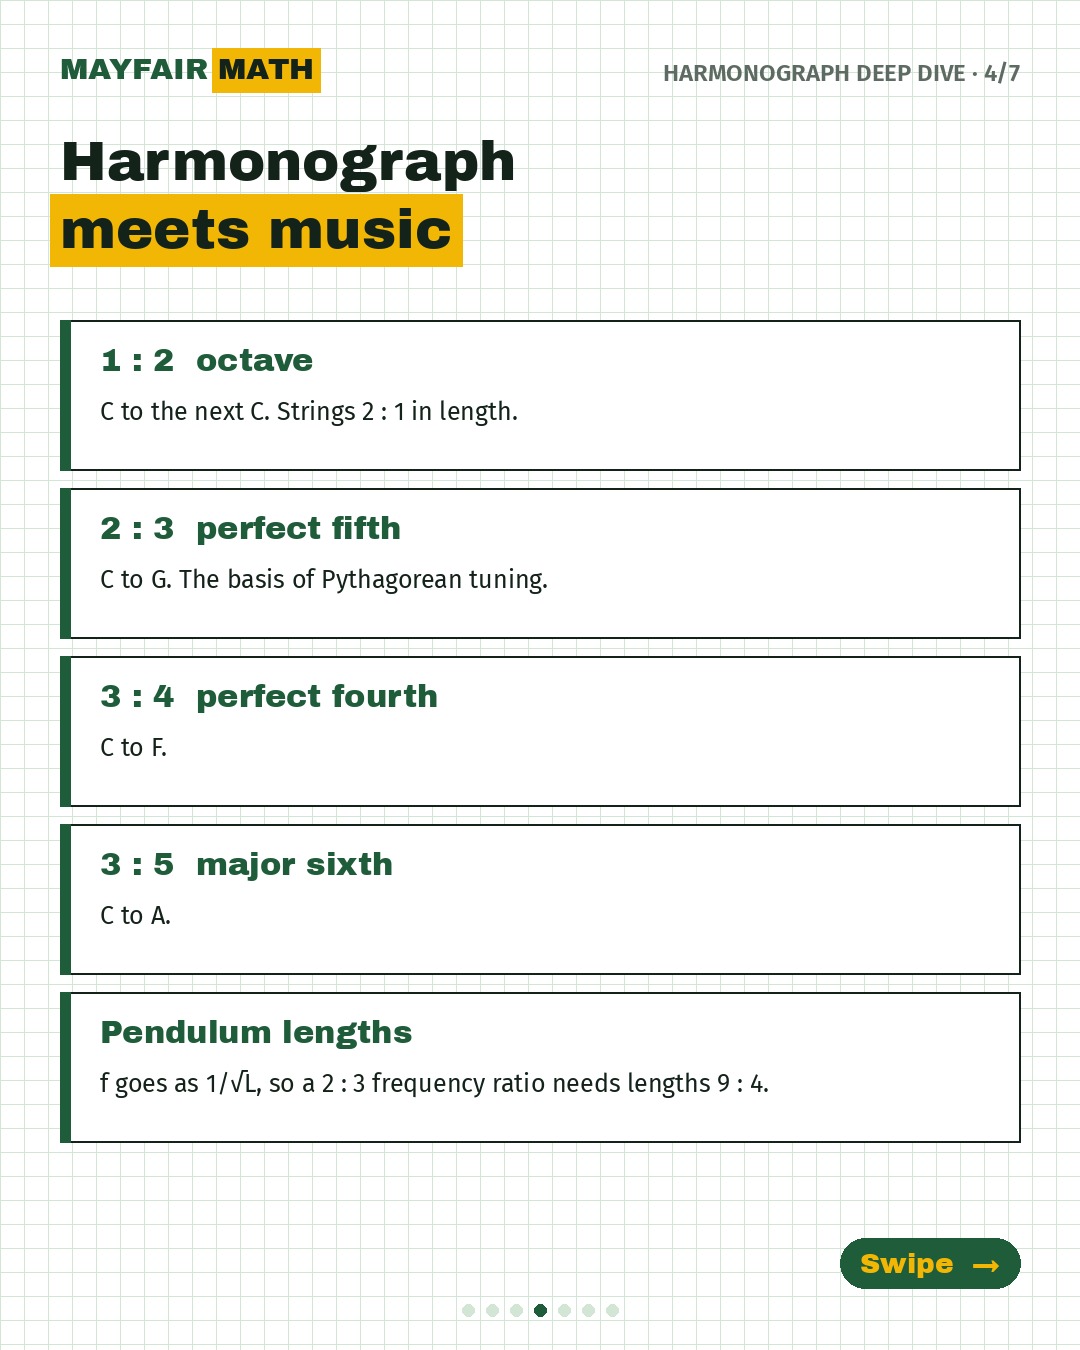 MAYFAIR MATH
HARMONOGRAPH DEEP DIVE · 4/7
Harmonograph
meets music
1 : 2 octave
C to the next C. Strings 2 : 1 in length.
2 : 3 perfect fifth
C to G. The basis of Pythagorean tuning.
3 : 4 perfect fourth
C to F.
3 : 5 major sixth
C to A.
Pendulum lengths
f goes as 1/√L, so a 2 : 3 frequency ratio needs lengths 9 : 4.
Swipe →